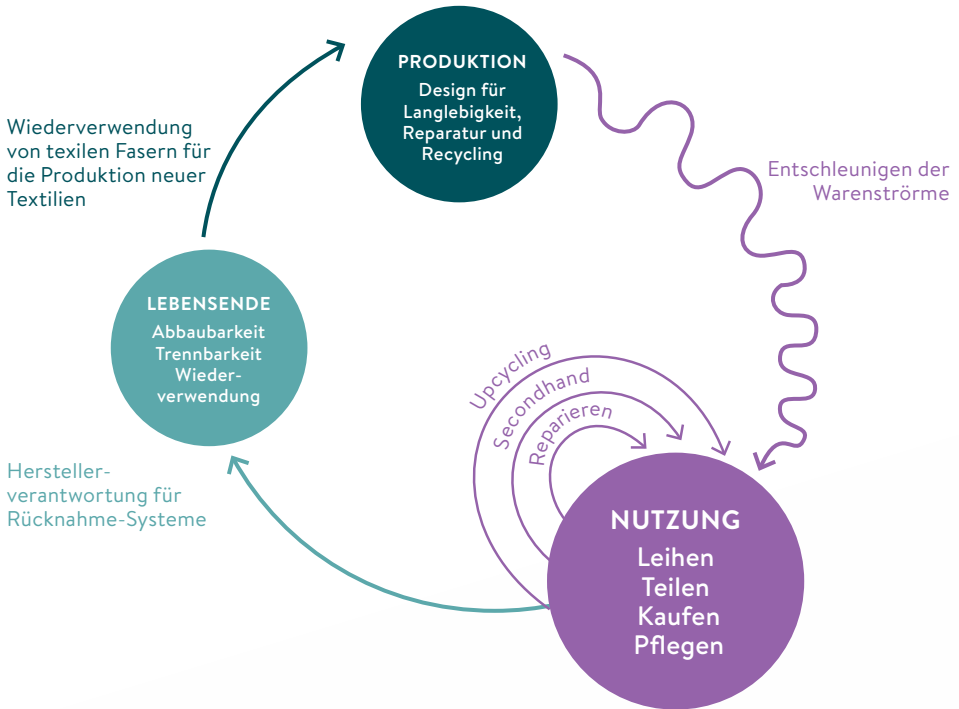 PRODUKTION
Design für
Langlebigkeit,
Reparatur und
Recycling
Wiederverwendung
von texilen Fasern für
die Produktion neuer
Textilien
Entschleunigen der
Warenströrme
LEBENSENDE
Abbaubarkeit
Trennbarkeit
Wieder-
verwendung
Upcycling
Secondhand
Reparieren
Hersteller-
verantwortung für
Rücknahme-Systeme
NUTZUNG
Leihen
Teilen
Kaufen
Pflegen